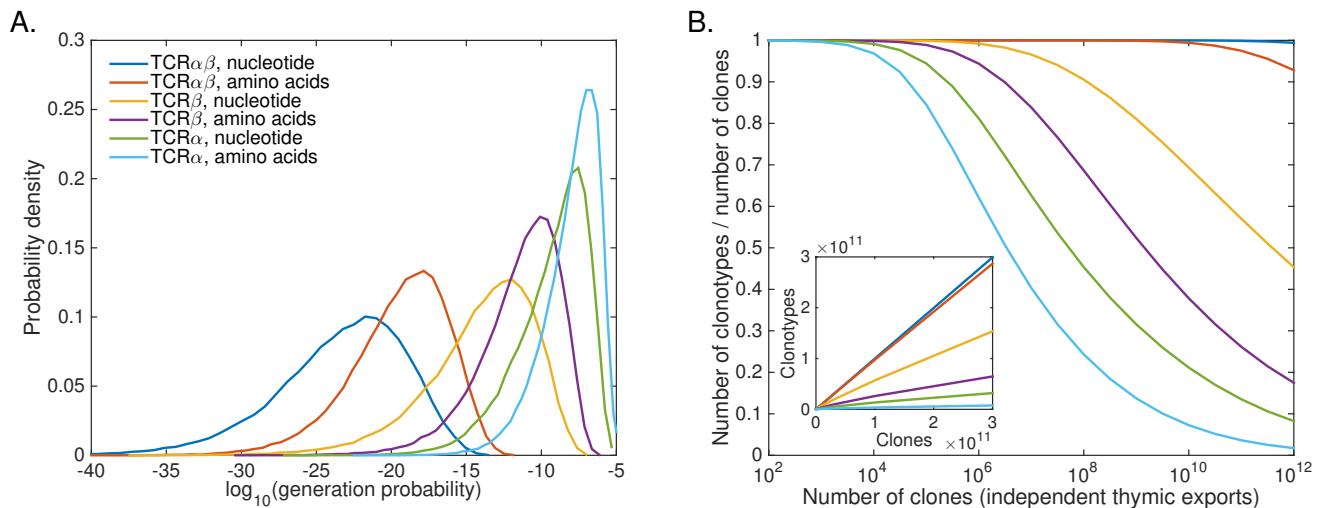 A.
0.3
0.25
0.2
0.15
0.1
0.05
0
Probability density
TCRαβ, nucleotide
TCRαβ, amino acids
TCRβ, nucleotide
TCRβ, amino acids
TCRα, nucleotide
TCRα, amino acids
-40 -35 -30 -25 -20 -15 -10 -5
log10(generation probability)
B.
1
0.9
0.8
0.7
0.6
0.5
0.4
0.3
0.2
0.1
0
Number of clonotypes / number of clones
× 10^11
3
2
1
0
Clonotypes
0 1 2 3
Clones × 10^11
10^2 10^4 10^6 10^8 10^10 10^12
Number of clones (independent thymic exports)